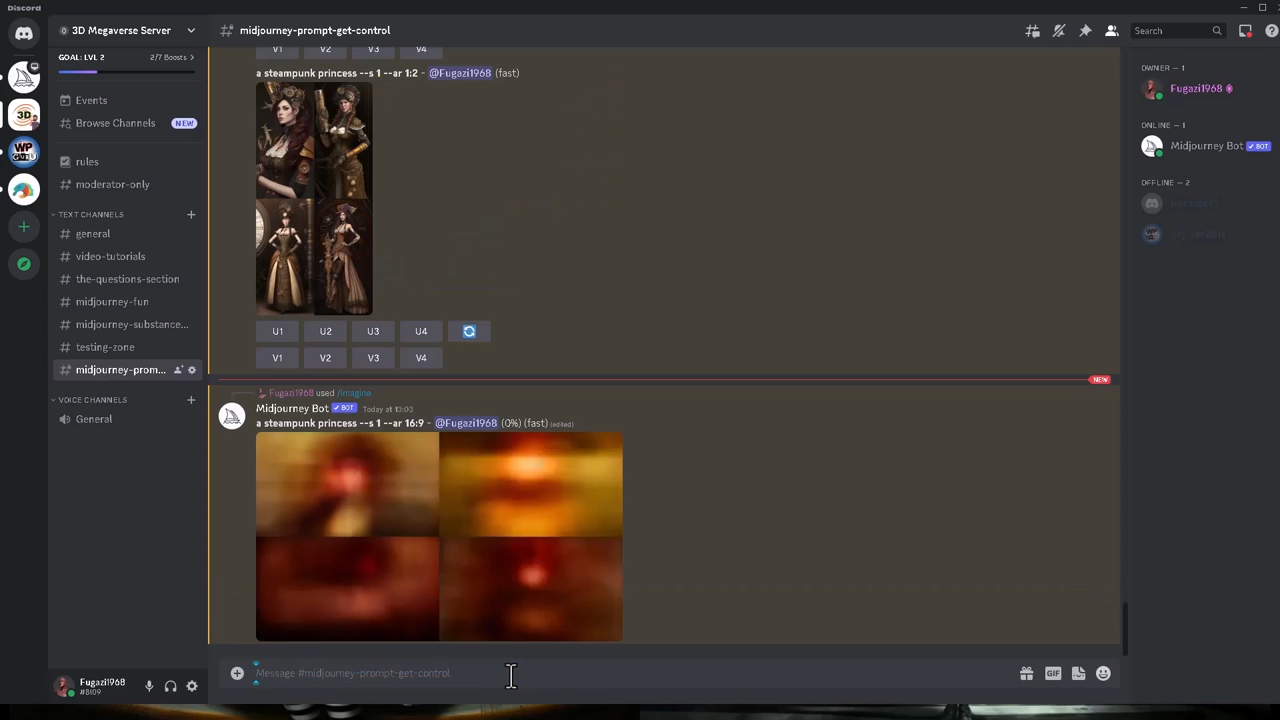 Discord
3D Megaverse Server
midjourney-prompt-get-control
Search
GOAL: LVL 2
2/7 Boosts >
Events
Browse Channels
NEW
rules
moderator-only
TEXT CHANNELS
general
video-tutorials
the-questions-section
midjourney-fun
midjourney-substance...
testing-zone
midjourney-prom...
VOICE CHANNELS
General
Fugazi1968
#8109
3D
WP
GURU
V1 V2 V3 V4
a steampunk princess --s 1 --ar 1:2 - @Fugazi1968 (fast)
U1 U2 U3 U4
V1 V2 V3 V4
NEW
Fugazi1968 used /imagine
Midjourney Bot BOT Today at 13:03
a steampunk princess --s 1 --ar 16:9 - @Fugazi1968 (0%) (fast) (edited)
Message #midjourney-prompt-get-control
GIF
OWNER — 1
Fugazi1968
ONLINE — 1
Midjourney Bot BOT
OFFLINE — 2